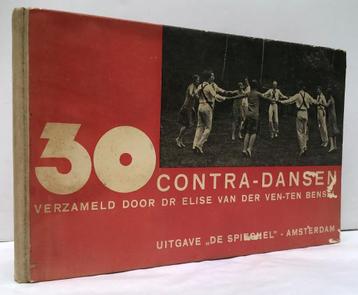 30
CONTRA-DANSEN
VERZAMELD DOOR DR ELISE VAN DER VEN-TEN BENSEL
UITGAVE „DE SPIEGHEL" - AMSTERDAM